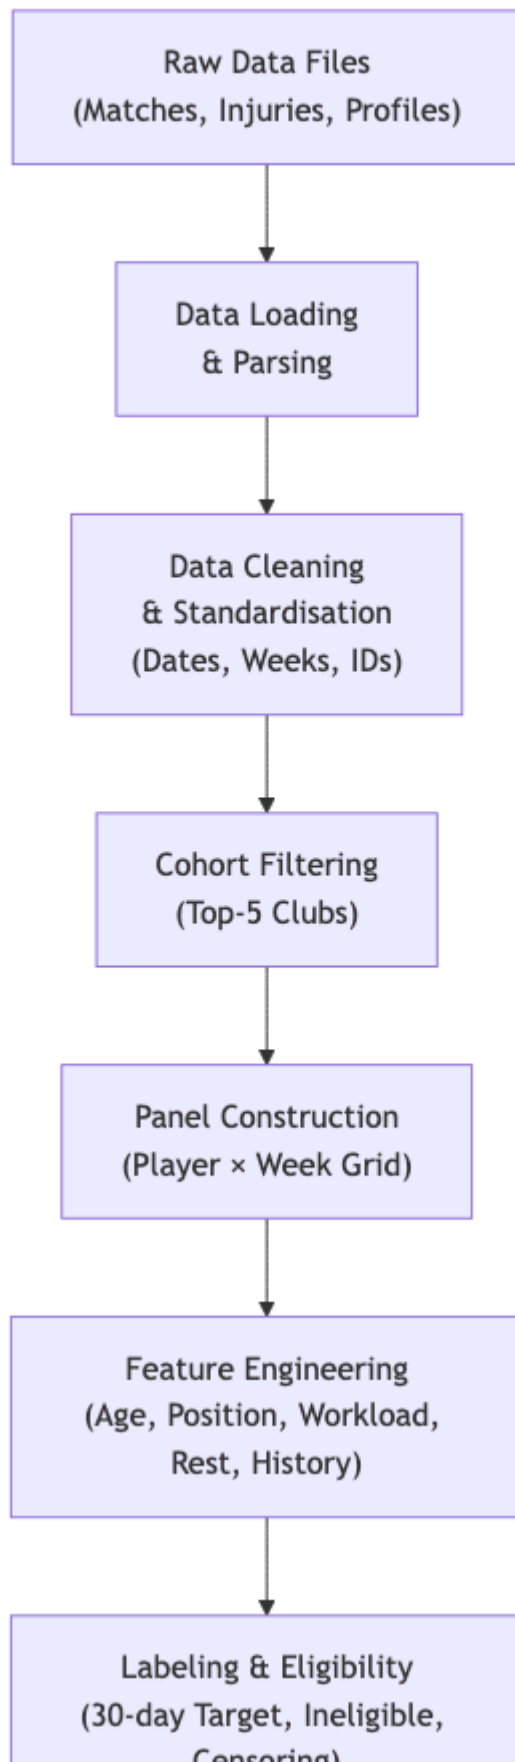 Raw Data Files
(Matches, Injuries, Profiles)
Data Loading
& Parsing
Data Cleaning
& Standardisation
(Dates, Weeks, IDs)
Cohort Filtering
(Top-5 Clubs)
Panel Construction
(Player × Week Grid)
Feature Engineering
(Age, Position, Workload,
Rest, History)
Labeling & Eligibility
(30-day Target, Ineligible,
Censoring)